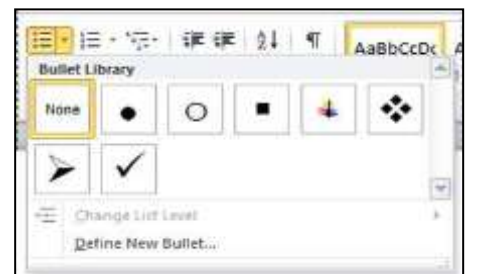 AaBbCcDc A
Bullet Library
None
Change List Level
Define New Bullet...